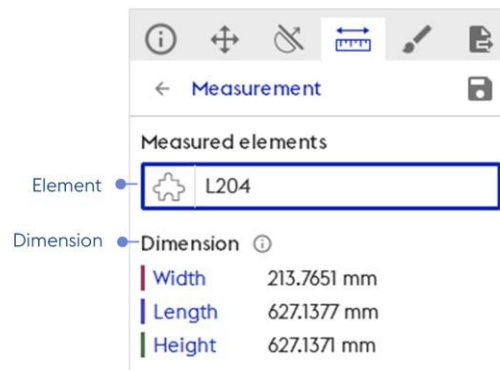 Measurement
Measured elements
Element
L204
Dimension
Dimension
Width 213.7651 mm
Length 627.1377 mm
Height 627.1371 mm